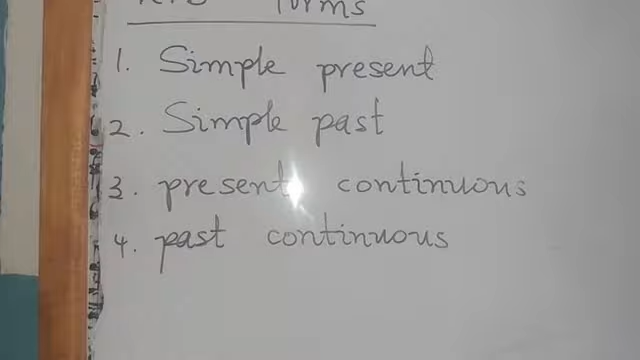 forms
1. Simple present
2. Simple past
3. present continuous
4. past continuous